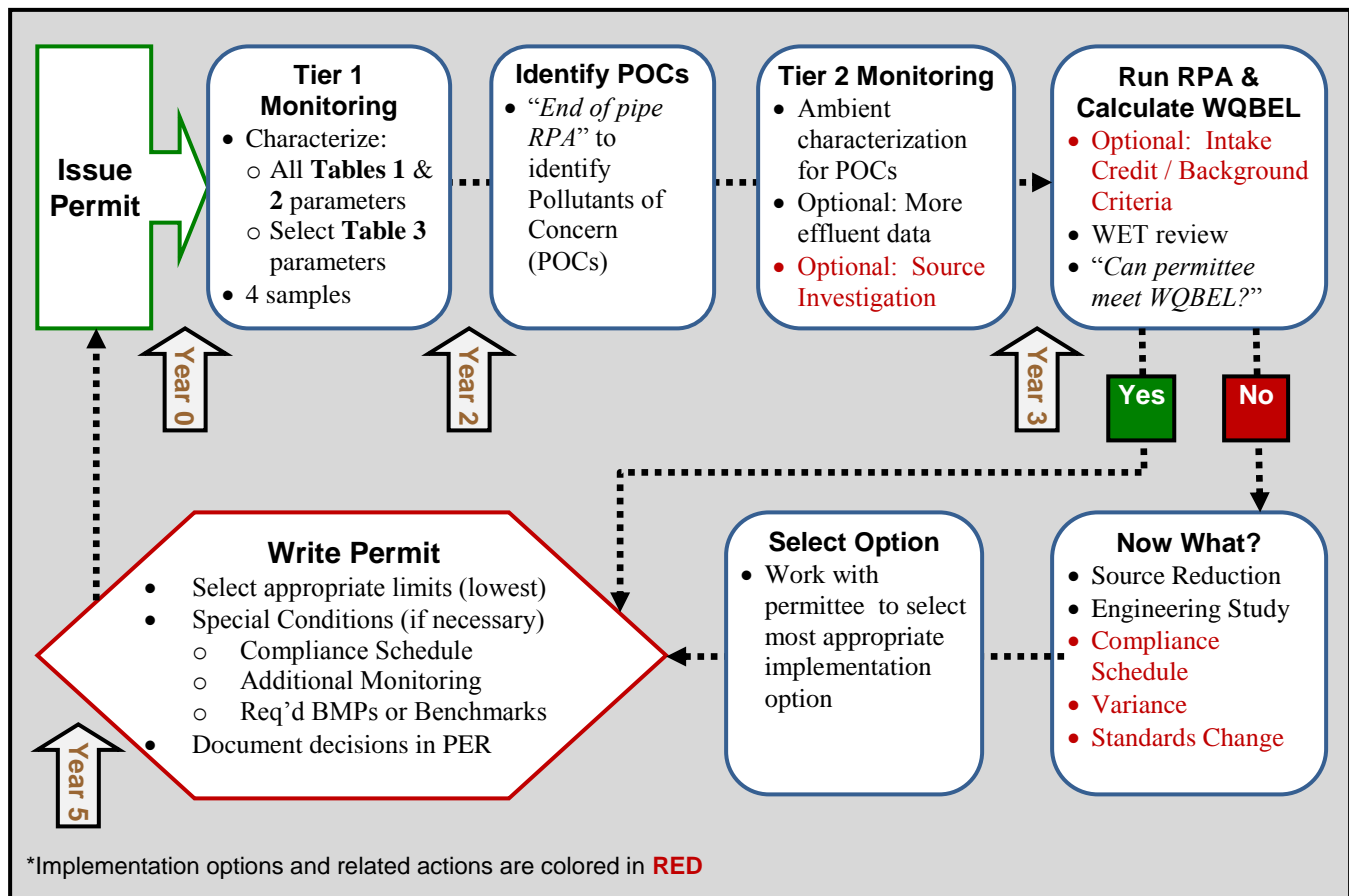 Issue
Permit
Tier 1
Monitoring
• Characterize:
o All Tables 1 &
2 parameters
o Select Table 3
parameters
• 4 samples
Identify POCs
• “End of pipe
RPA” to
identify
Pollutants of
Concern
(POCs)
Tier 2 Monitoring
• Ambient
characterization
for POCs
• Optional: More
effluent data
• Optional: Source
Investigation
Run RPA &
Calculate WQBEL
• Optional: Intake
Credit / Background
Criteria
• WET review
• “Can permittee
meet WQBEL?”
Year 0
Year 2
Year 3
Yes
No
Now What?
• Source Reduction
• Engineering Study
• Compliance
Schedule
• Variance
• Standards Change
Select Option
• Work with
permittee to select
most appropriate
implementation
option
Write Permit
• Select appropriate limits (lowest)
• Special Conditions (if necessary)
o Compliance Schedule
o Additional Monitoring
o Req’d BMPs or Benchmarks
• Document decisions in PER
Year 5
*Implementation options and related actions are colored in RED